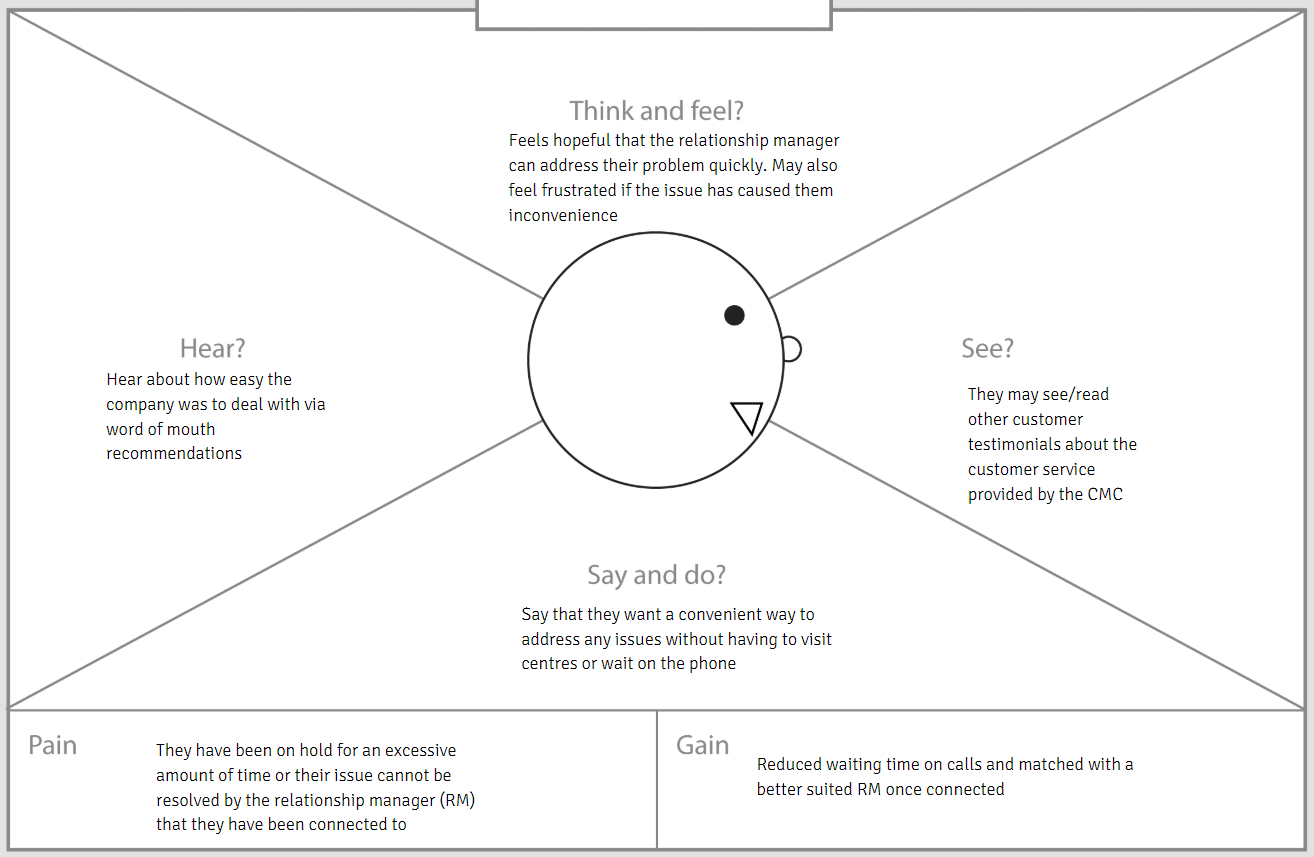 Think and feel?
Feels hopeful that the relationship manager
can address their problem quickly. May also
feel frustrated if the issue has caused them
inconvenience
Hear?
Hear about how easy the
company was to deal with via
word of mouth
recommendations
See?
They may see/read
other customer
testimonials about the
customer service
provided by the CMC
Say and do?
Say that they want a convenient way to
address any issues without having to visit
centres or wait on the phone
Pain
They have been on hold for an excessive
amount of time or their issue cannot be
resolved by the relationship manager (RM)
that they have been connected to
Gain
Reduced waiting time on calls and matched with a
better suited RM once connected